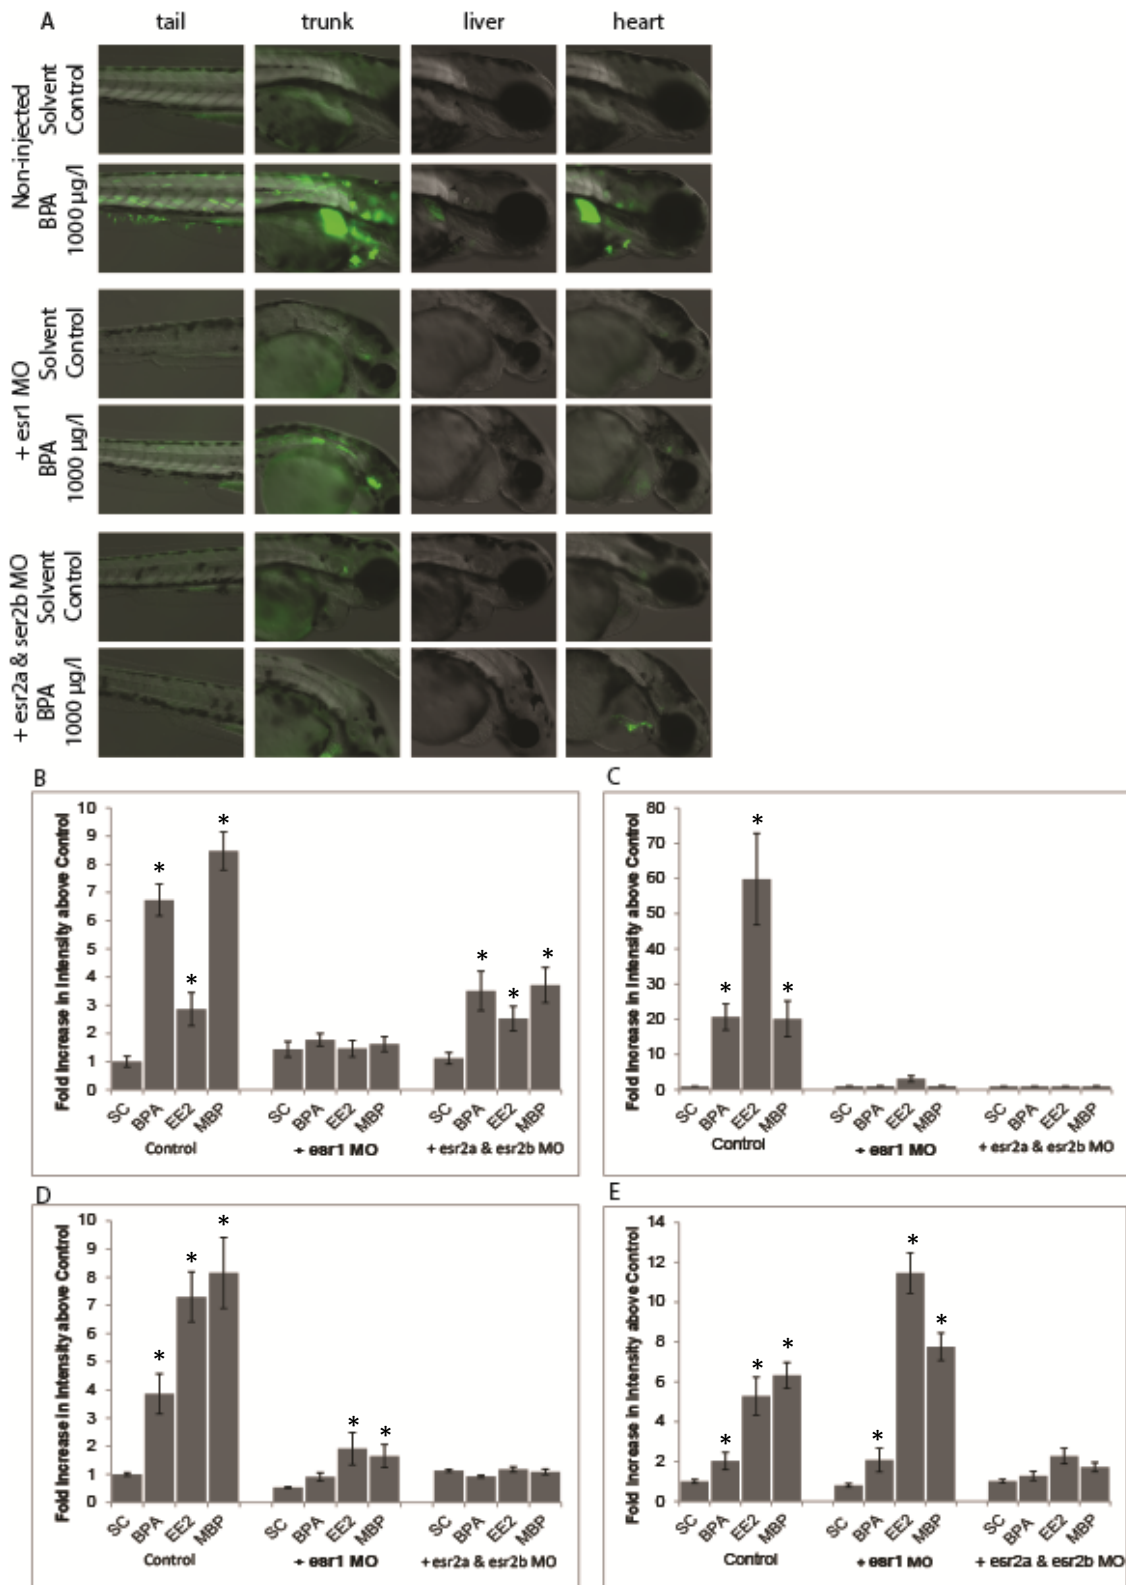 A tail trunk liver heart
Non-injected
Solvent
Control
BPA
1000 µg/l
+ esr1 MO
Solvent
Control
BPA
1000 µg/l
+ esr2a & ser2b MO
Solvent
Control
BPA
1000 µg/l
B
Fold Increase in Intensity above Control
10
9
8
7
6
5
4
3
2
1
0
* * * * * *
SC BPA EE2 MBP SC BPA EE2 MBP SC BPA EE2 MBP
Control + esr1 MO + esr2a & esr2b MO
C
Fold Increase in Intensity above Control
80
70
60
50
40
30
20
10
0
* * *
SC BPA EE2 MBP SC BPA EE2 MBP SC BPA EE2 MBP
Control + esr1 MO + esr2a & esr2b MO
D
Fold Increase in Intensity above Control
10
9
8
7
6
5
4
3
2
1
0
* * * * *
SC BPA EE2 MBP SC BPA EE2 MBP SC BPA EE2 MBP
Control + esr1 MO + esr2a & esr2b MO
E
Fold Increase in Intensity above Control
14
12
10
8
6
4
2
0
* * * * * *
SC BPA EE2 MBP SC BPA EE2 MBP SC BPA EE2 MBP
Control + esr1 MO + esr2a & esr2b MO